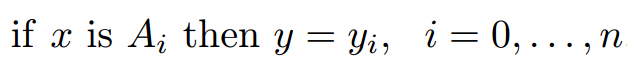 if x is A_i then y = y_i, i = 0, . . . , n